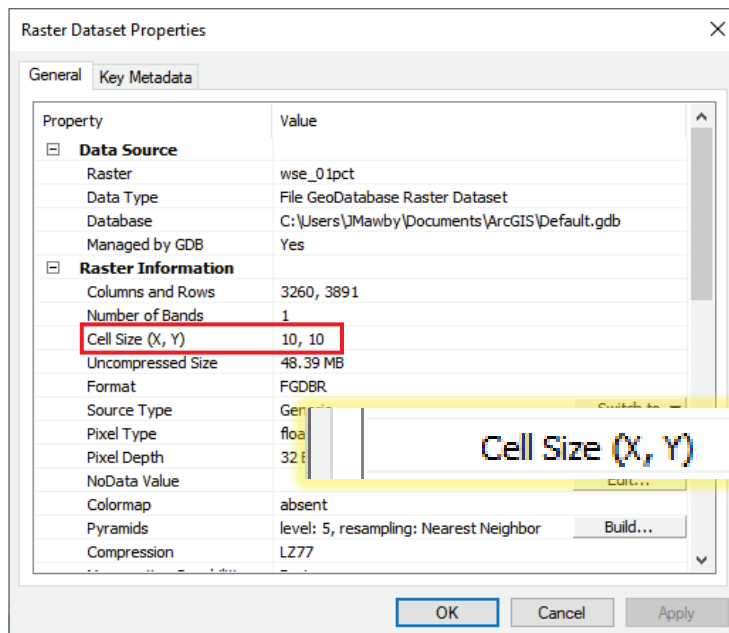 Raster Dataset Properties
General Key Metadata
Property Value
Data Source
Raster wse_01pct
Data Type File GeoDatabase Raster Dataset
Database C:\Users\JMawby\Documents\ArcGIS\Default.gdb
Managed by GDB Yes
Raster Information
Columns and Rows 3260, 3891
Number of Bands 1
Cell Size (X, Y) 10, 10
Uncompressed Size 48.39 MB
Format FGDBR
Source Type
Pixel Type
Pixel Depth 32
Cell Size (X, Y)
NoData Value
Colormap absent
Pyramids level: 5, resampling: Nearest Neighbor Build...
Compression LZ77
OK Cancel Apply